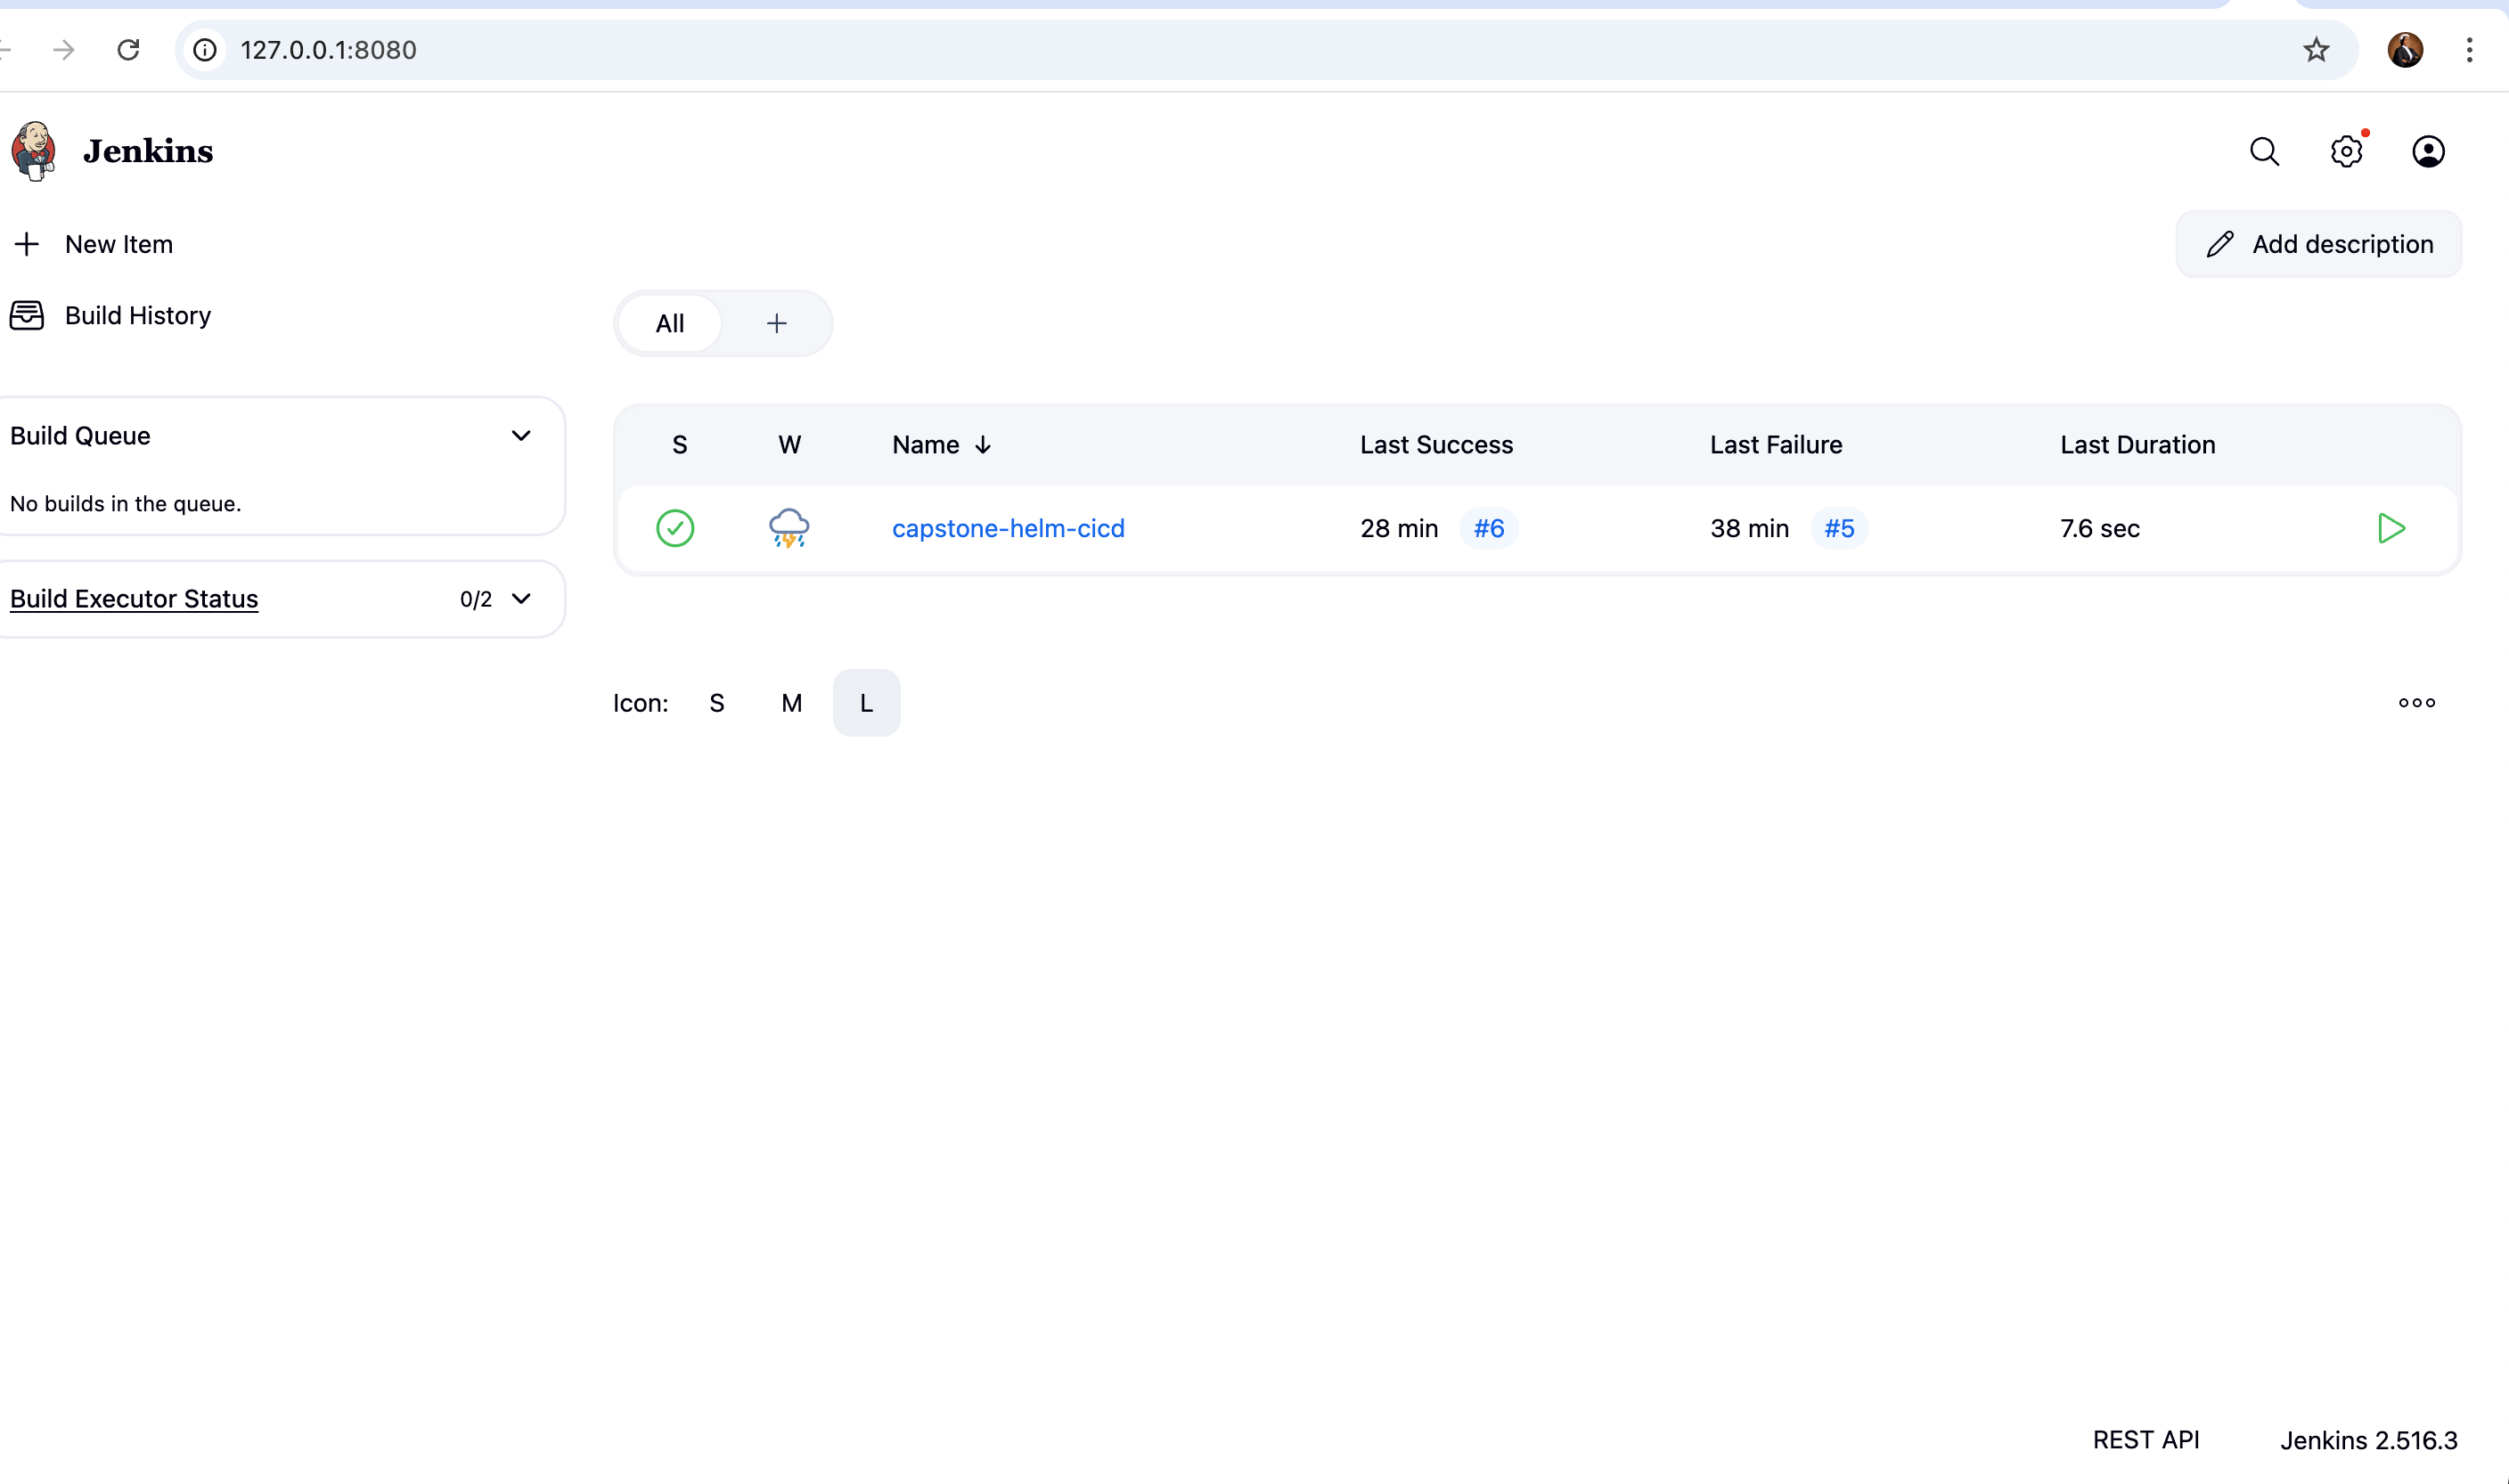 127.0.0.1:8080
Jenkins
New Item
Add description
Build History
All
Build Queue
No builds in the queue.
Build Executor Status 0/2
S W Name ↓ Last Success Last Failure Last Duration
capstone-helm-cicd 28 min #6 38 min #5 7.6 sec
Icon: S M L
REST API Jenkins 2.516.3